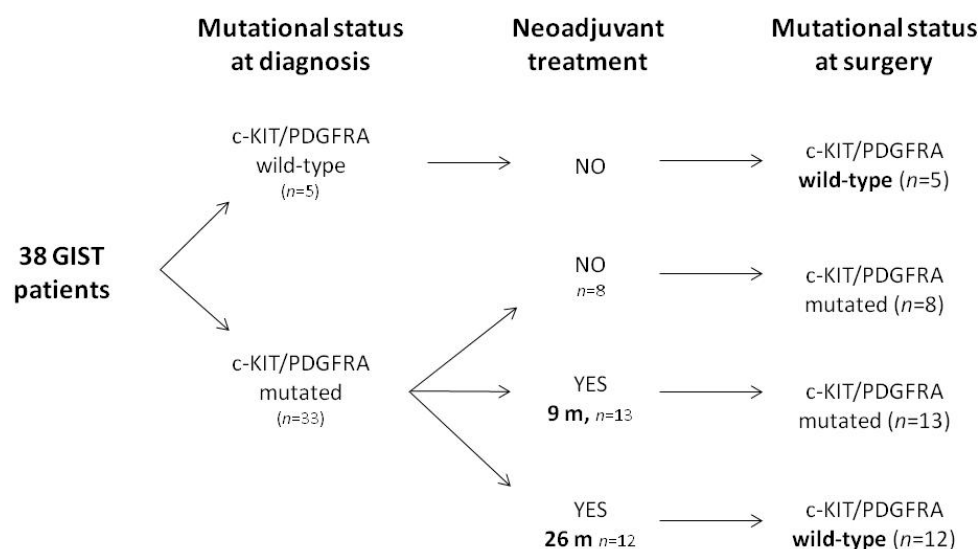 Mutational status
at diagnosis
Neoadjuvant
treatment
Mutational status
at surgery
c-KIT/PDGFRA
wild-type
(n=5)
NO
c-KIT/PDGFRA
wild-type (n=5)
38 GIST
patients
NO
n=8
c-KIT/PDGFRA
mutated (n=8)
c-KIT/PDGFRA
mutated
(n=33)
YES
9 m, n=13
c-KIT/PDGFRA
mutated (n=13)
YES
26 m n=12
c-KIT/PDGFRA
wild-type (n=12)